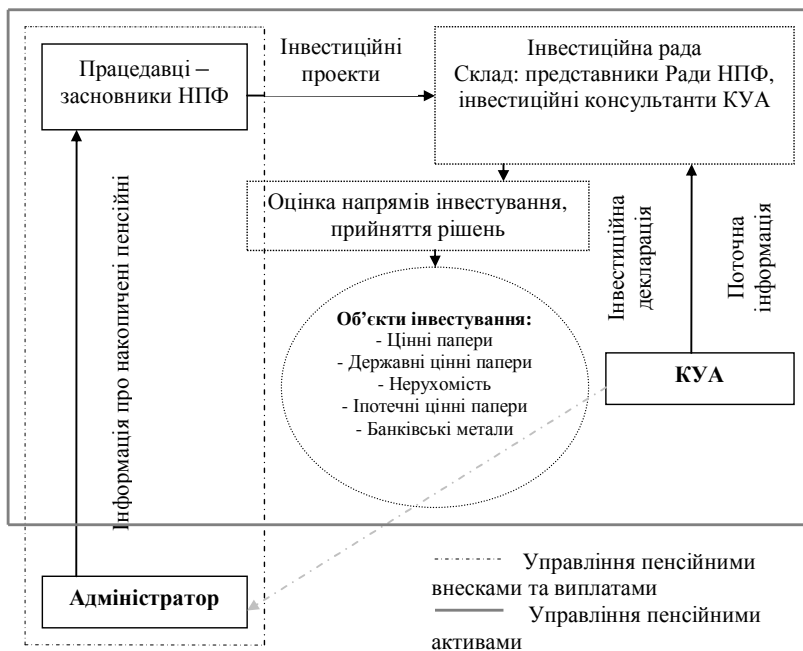 Працедавці –
засновники НПФ
Інвестиційні
проекти
Інвестиційна рада
Склад: представники Ради НПФ,
інвестиційні консультанти КУА
Інформація про накопичені пенсійні
Оцінка напрямів інвестування,
прийняття рішень
Інвестиційна
декларація
Поточна
інформація
Об’єкти інвестування:
- Цінні папери
- Державні цінні папери
- Нерухомість
- Іпотечні цінні папери
- Банківські метали
КУА
Адміністратор
Управління пенсійними
внесками та виплатами
Управління пенсійними
активами